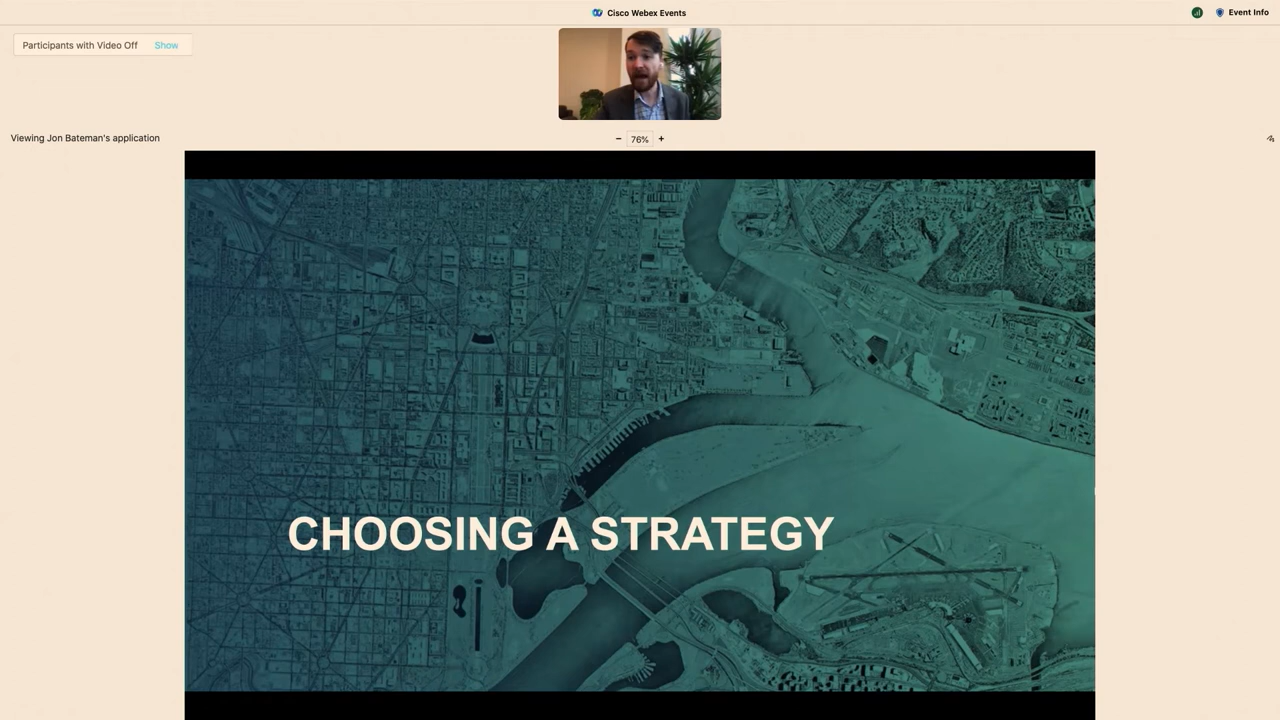 Cisco Webex Events
Event Info
Participants with Video Off Show
Viewing Jon Bateman's application
− 76% +
CHOOSING A STRATEGY